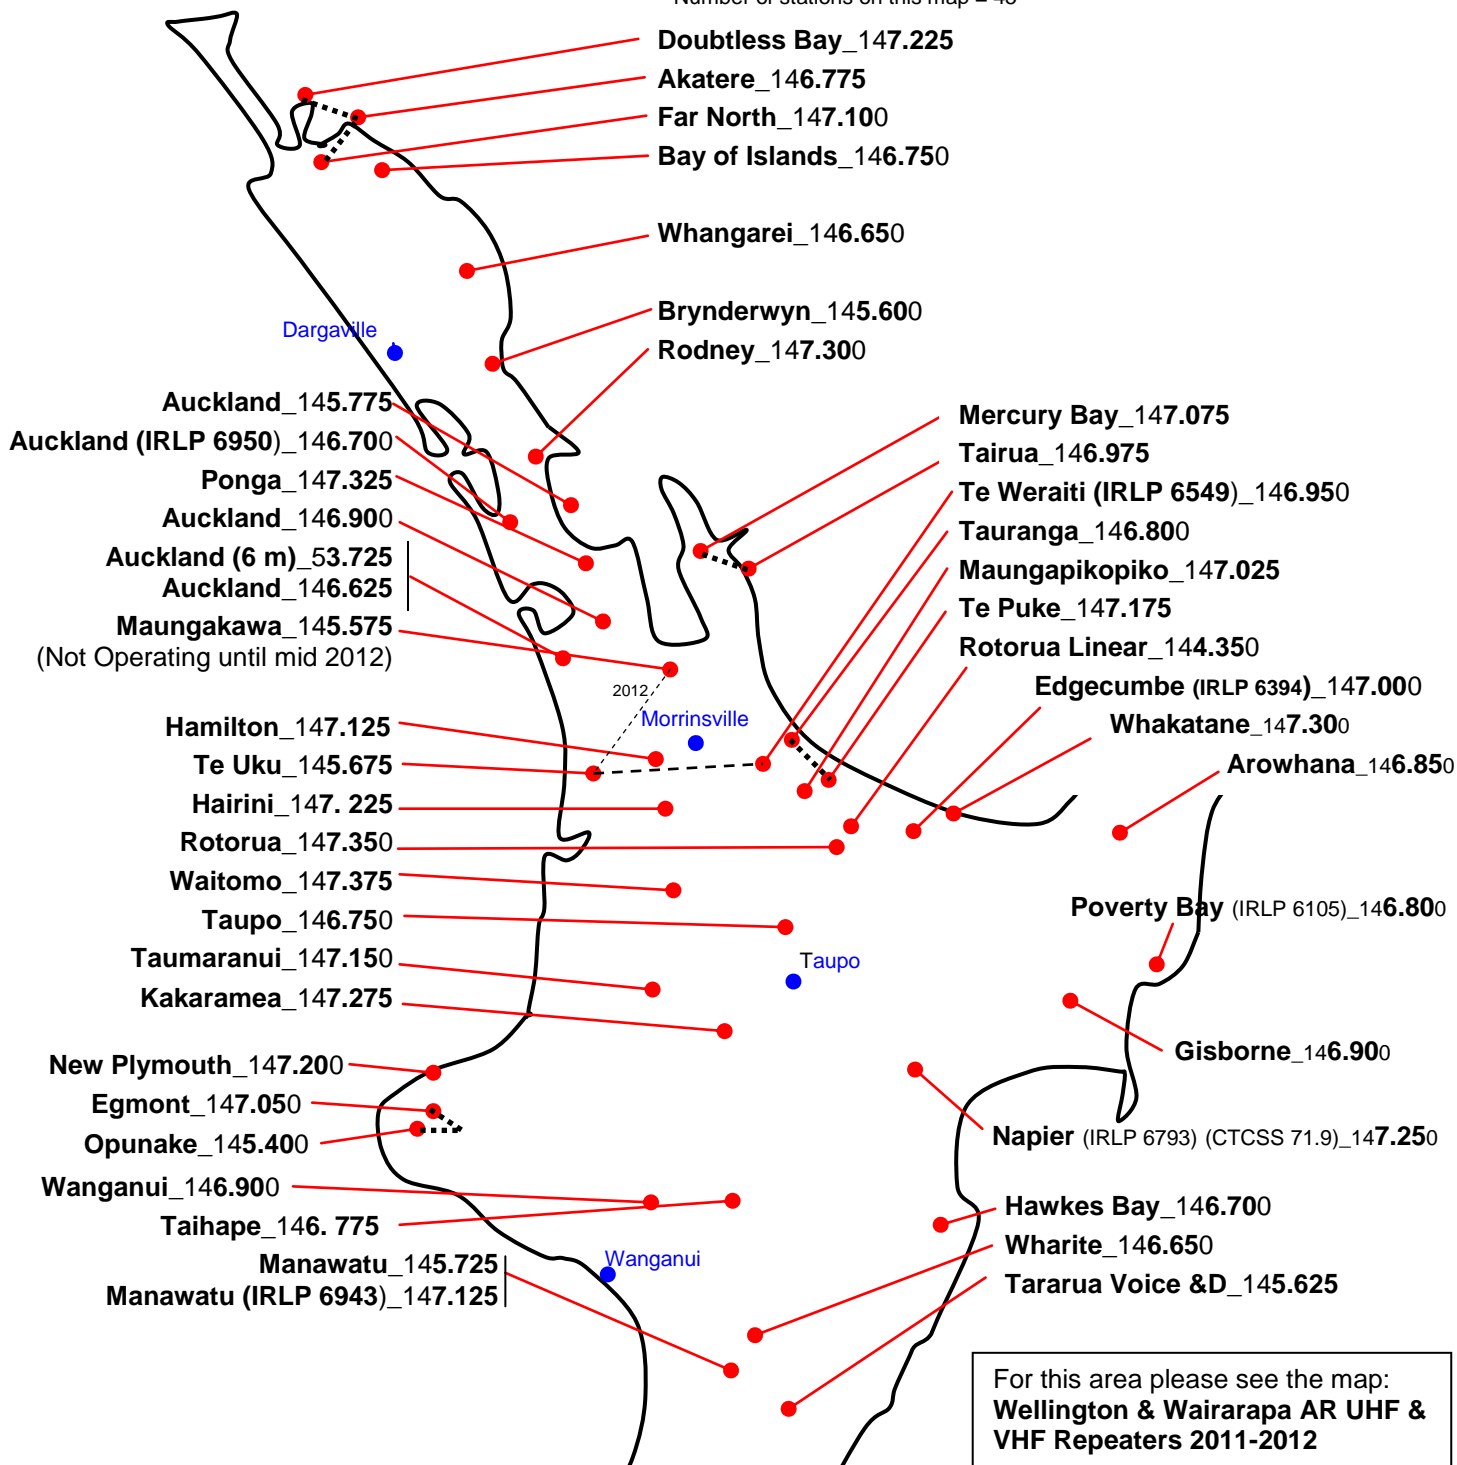 Number of stations on this map = 48
Doubtless Bay_147.225
Akatere_146.775
Far North_147.100
Bay of Islands_146.750
Whangarei_146.650
Brynderwyn_145.600
Rodney_147.300
Dargaville
Auckland_145.775
Auckland (IRLP 6950)_146.700
Ponga_147.325
Auckland_146.900
Auckland (6 m)_53.725
Auckland_146.625
Maungakawa_145.575
(Not Operating until mid 2012)
Mercury Bay_147.075
Tairua_146.975
Te Weraiti (IRLP 6549)_146.950
Tauranga_146.800
Maungapikopiko_147.025
Te Puke_147.175
Rotorua Linear_144.350
Edgecumbe (IRLP 6394)_147.000
Whakatane_147.300
Arowhana_146.850
2012
Morrinsville
Hamilton_147.125
Te Uku_145.675
Hairini_147. 225
Rotorua_147.350
Waitomo_147.375
Taupo_146.750
Taumaranui_147.150
Kakaramea_147.275
Taupo
Poverty Bay (IRLP 6105)_146.800
Gisborne_146.900
New Plymouth_147.200
Egmont_147.050
Opunake_145.400
Napier (IRLP 6793) (CTCSS 71.9)_147.250
Wanganui_146.900
Taihape_146. 775
Manawatu_145.725
Manawatu (IRLP 6943)_147.125
Wanganui
Hawkes Bay_146.700
Wharite_146.650
Tararua Voice &D_145.625
For this area please see the map:
Wellington & Wairarapa AR UHF &
VHF Repeaters 2011-2012